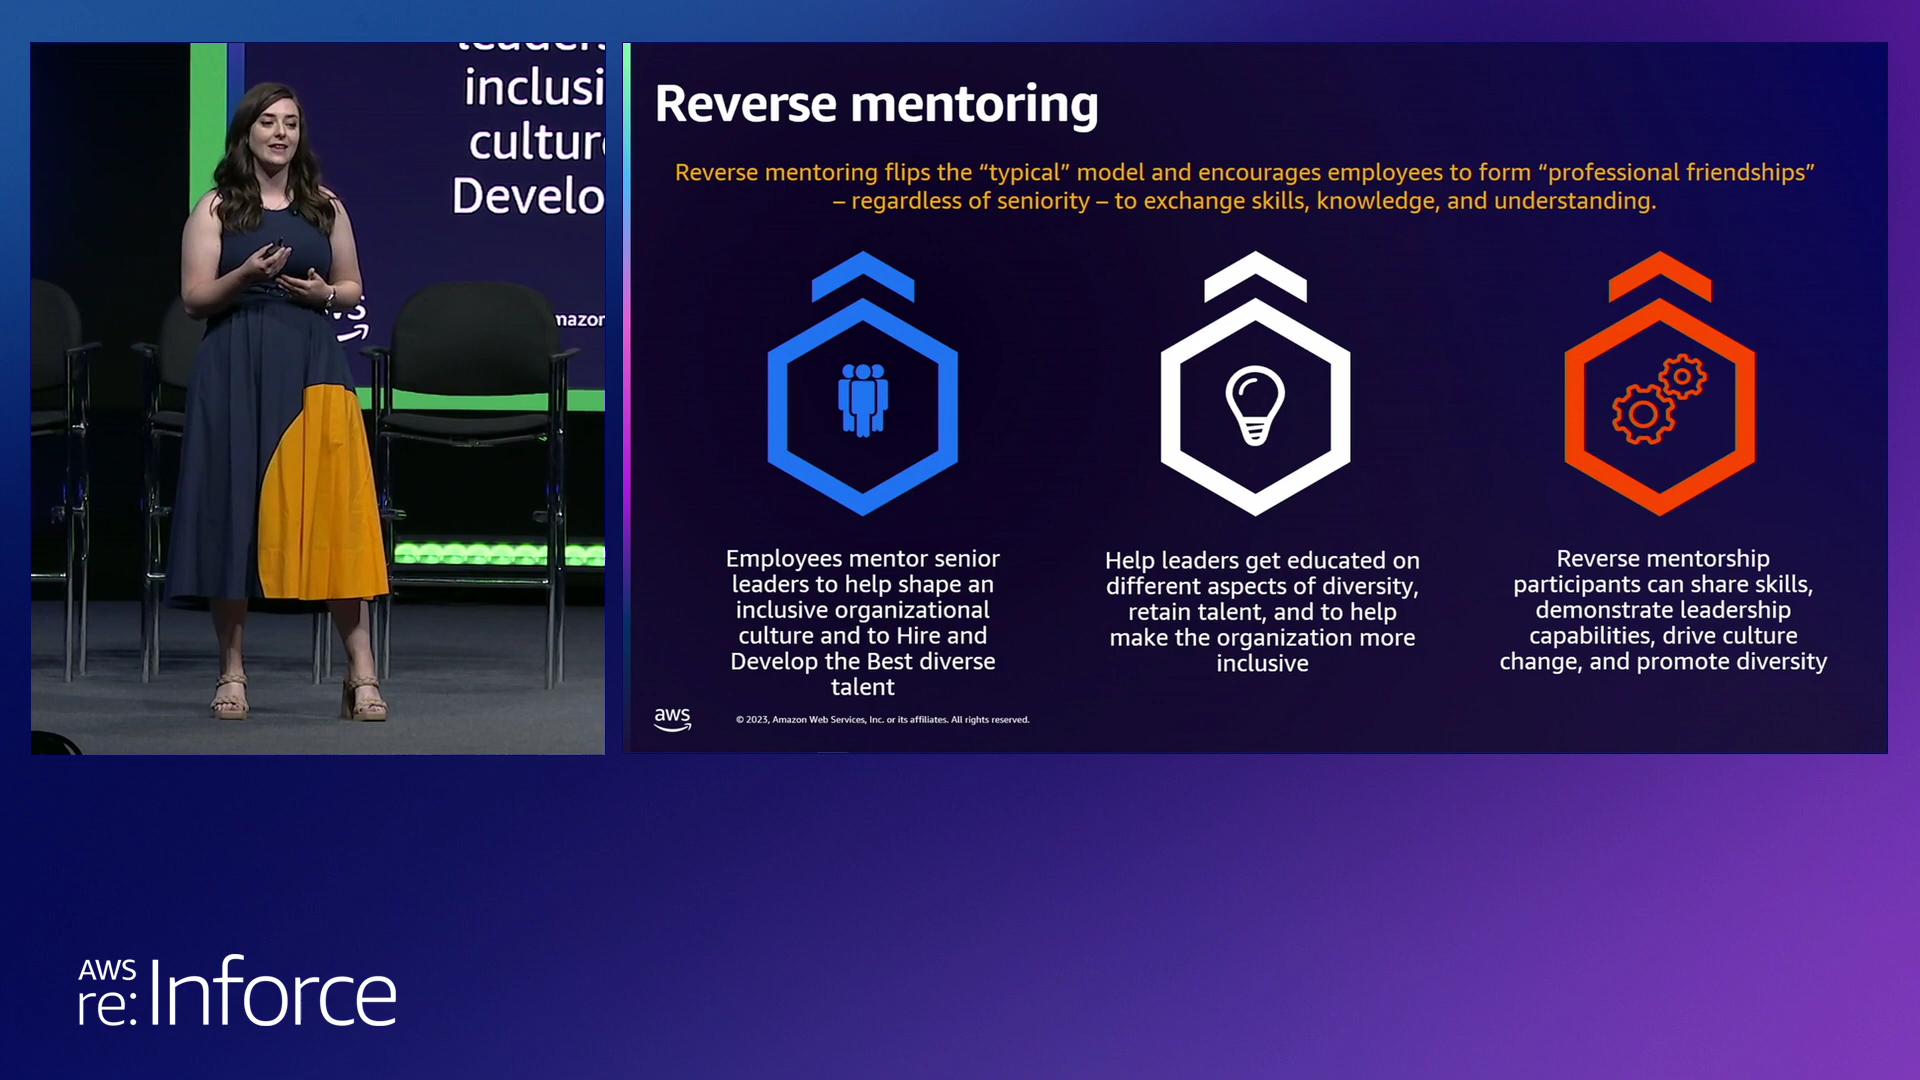 inclusi
culture
Develo
Reverse mentoring
Reverse mentoring flips the “typical” model and encourages employees to form “professional friendships”
– regardless of seniority – to exchange skills, knowledge, and understanding.
Employees mentor senior
leaders to help shape an
inclusive organizational
culture and to Hire and
Develop the Best diverse
talent
Help leaders get educated on
different aspects of diversity,
retain talent, and to help
make the organization more
inclusive
Reverse mentorship
participants can share skills,
demonstrate leadership
capabilities, drive culture
change, and promote diversity
aws
© 2023, Amazon Web Services, Inc. or its affiliates. All rights reserved.
AWS
re:Inforce